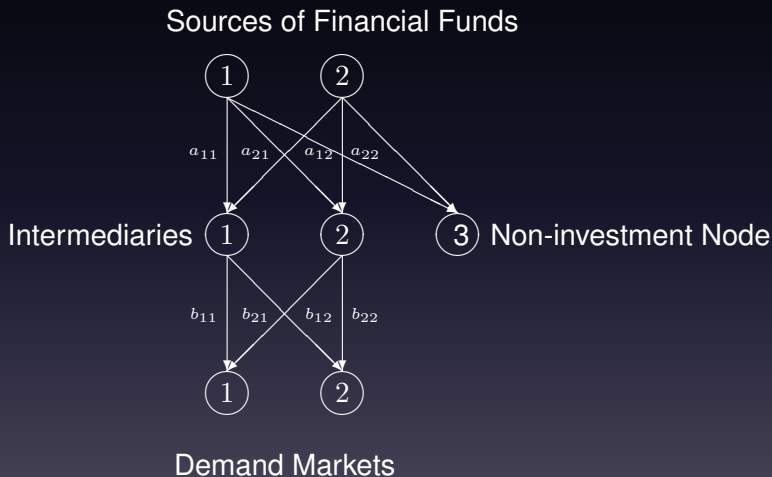 Sources of Financial Funds
1 2
a₁₁ a₂₁ a₁₂ a₂₂
Intermediaries 1 2 3 Non-investment Node
b₁₁ b₂₁ b₁₂ b₂₂
1 2
Demand Markets